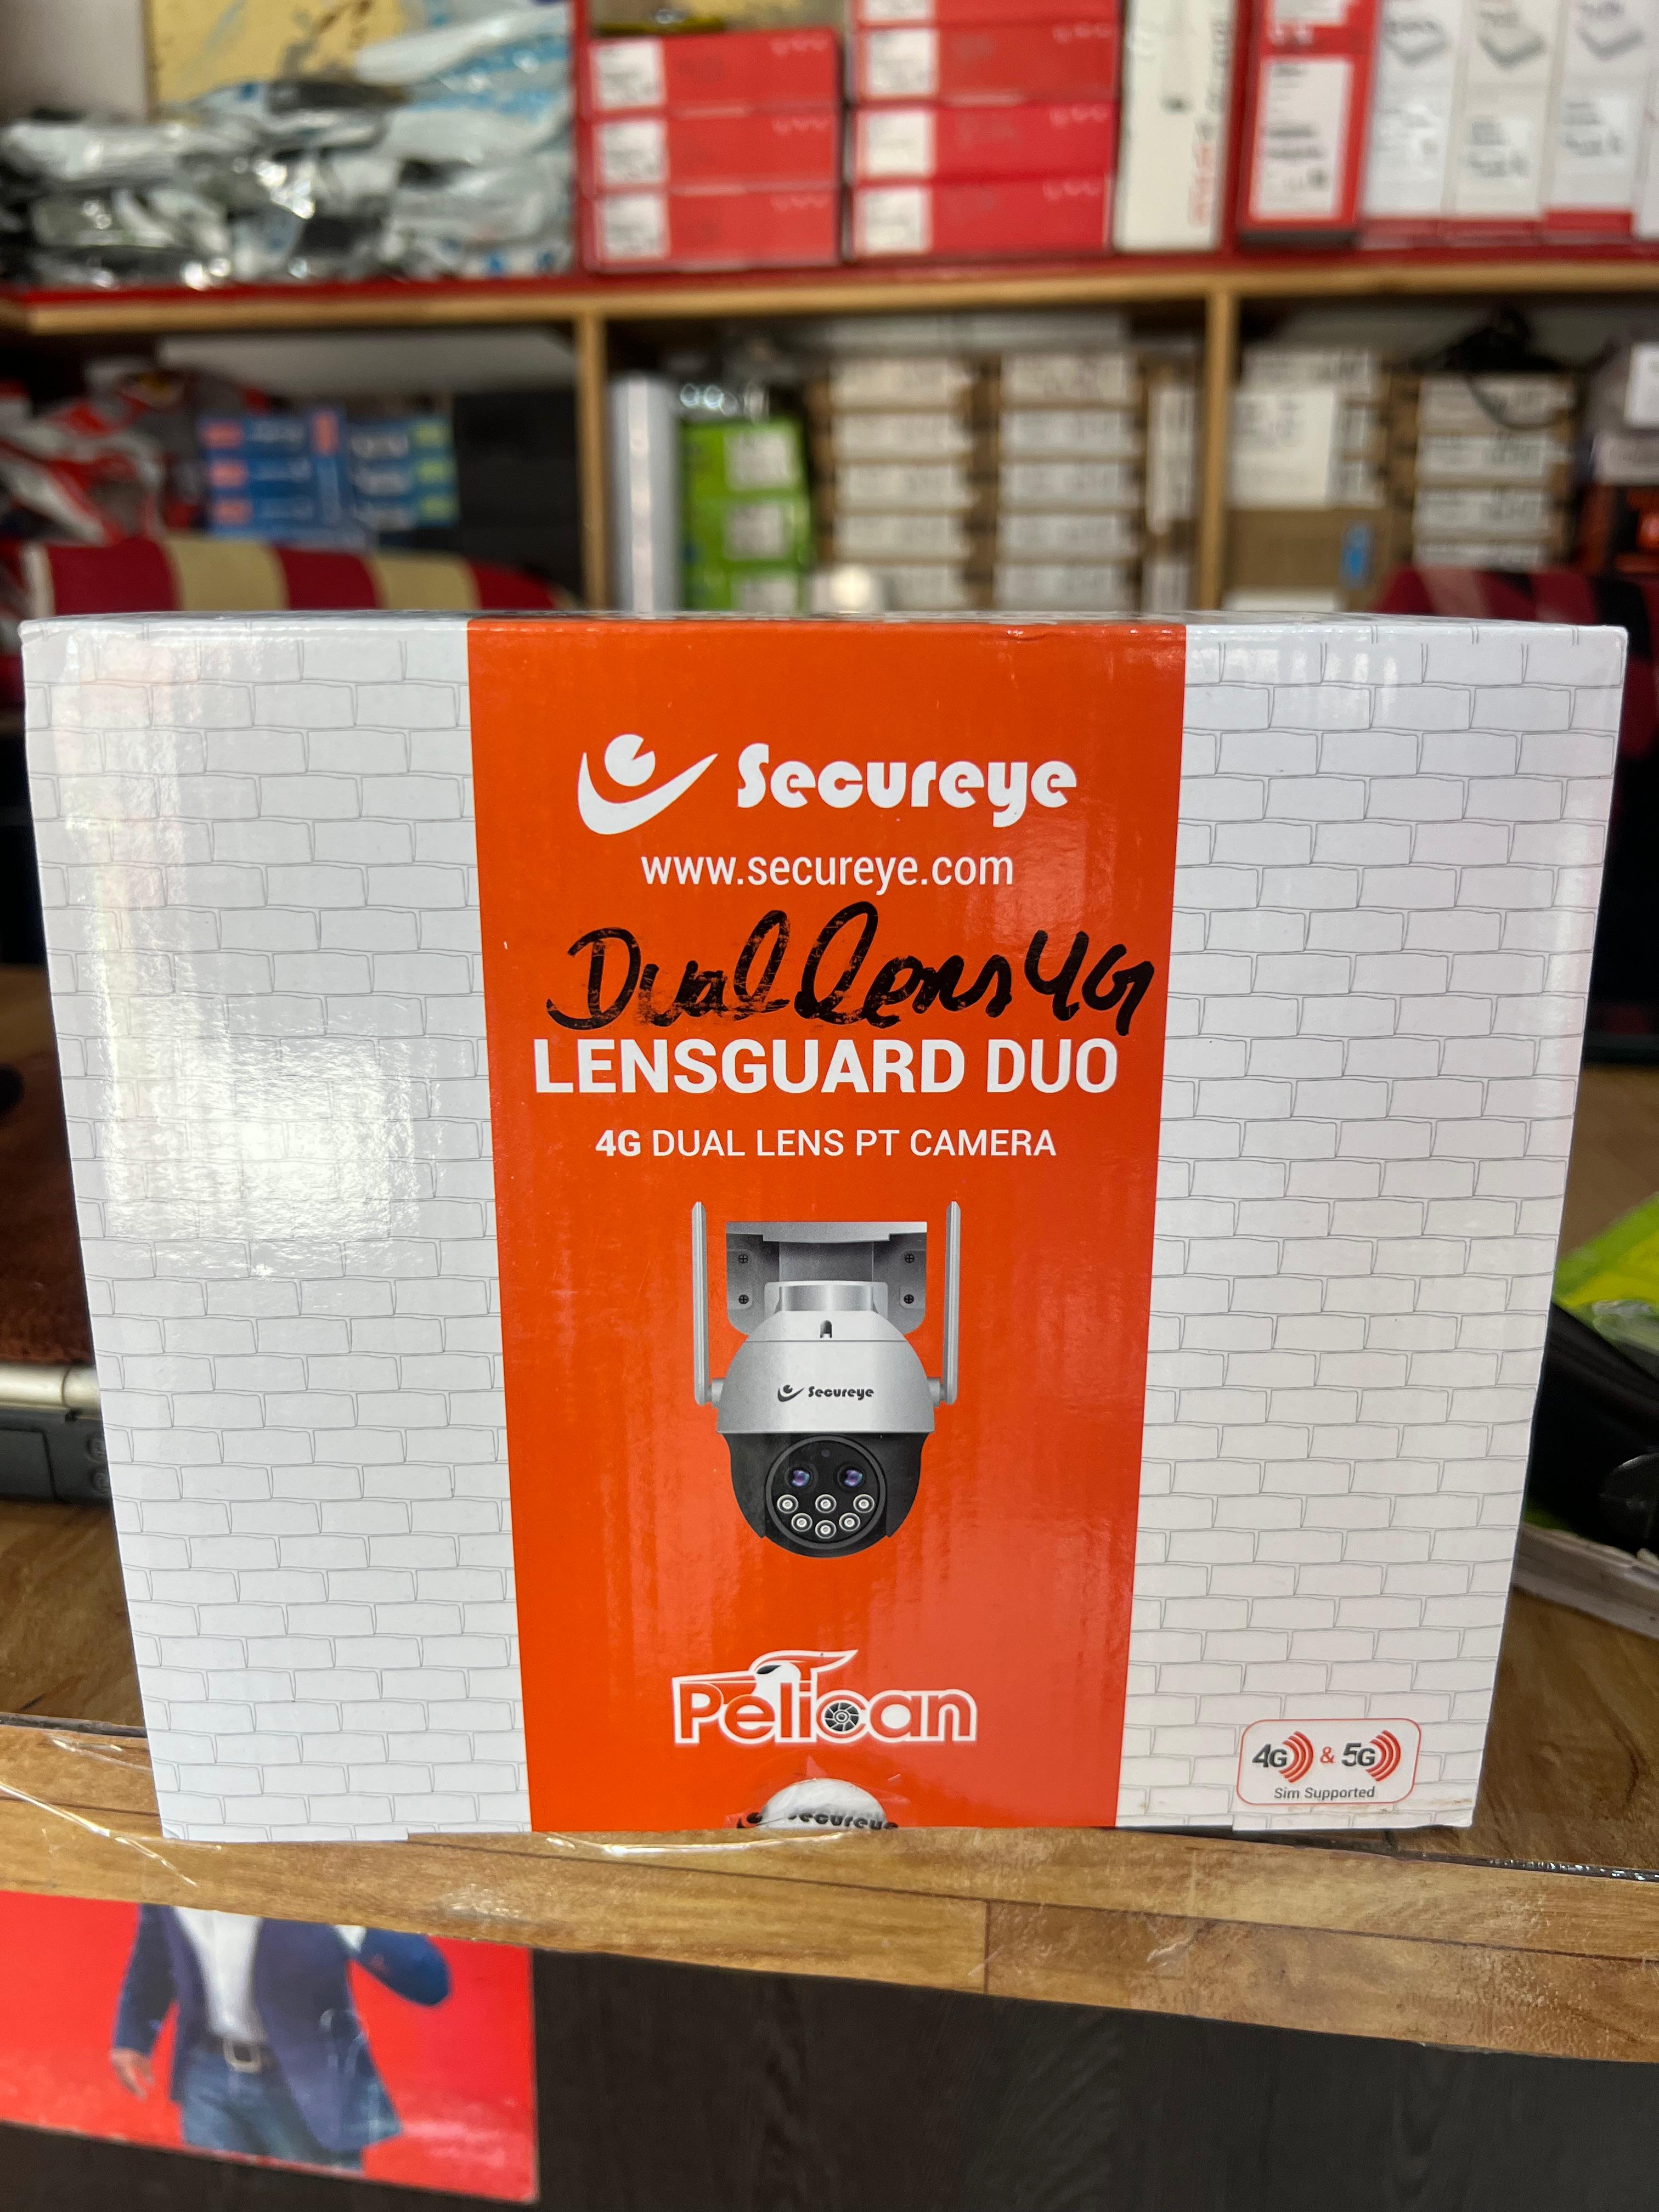 Secureye
www.secureye.com
Dual lens 4G
LENSGUARD DUO
4G DUAL LENS PT CAMERA
Secureye
Pelican
Secureye
4G & 5G
Sim Supported